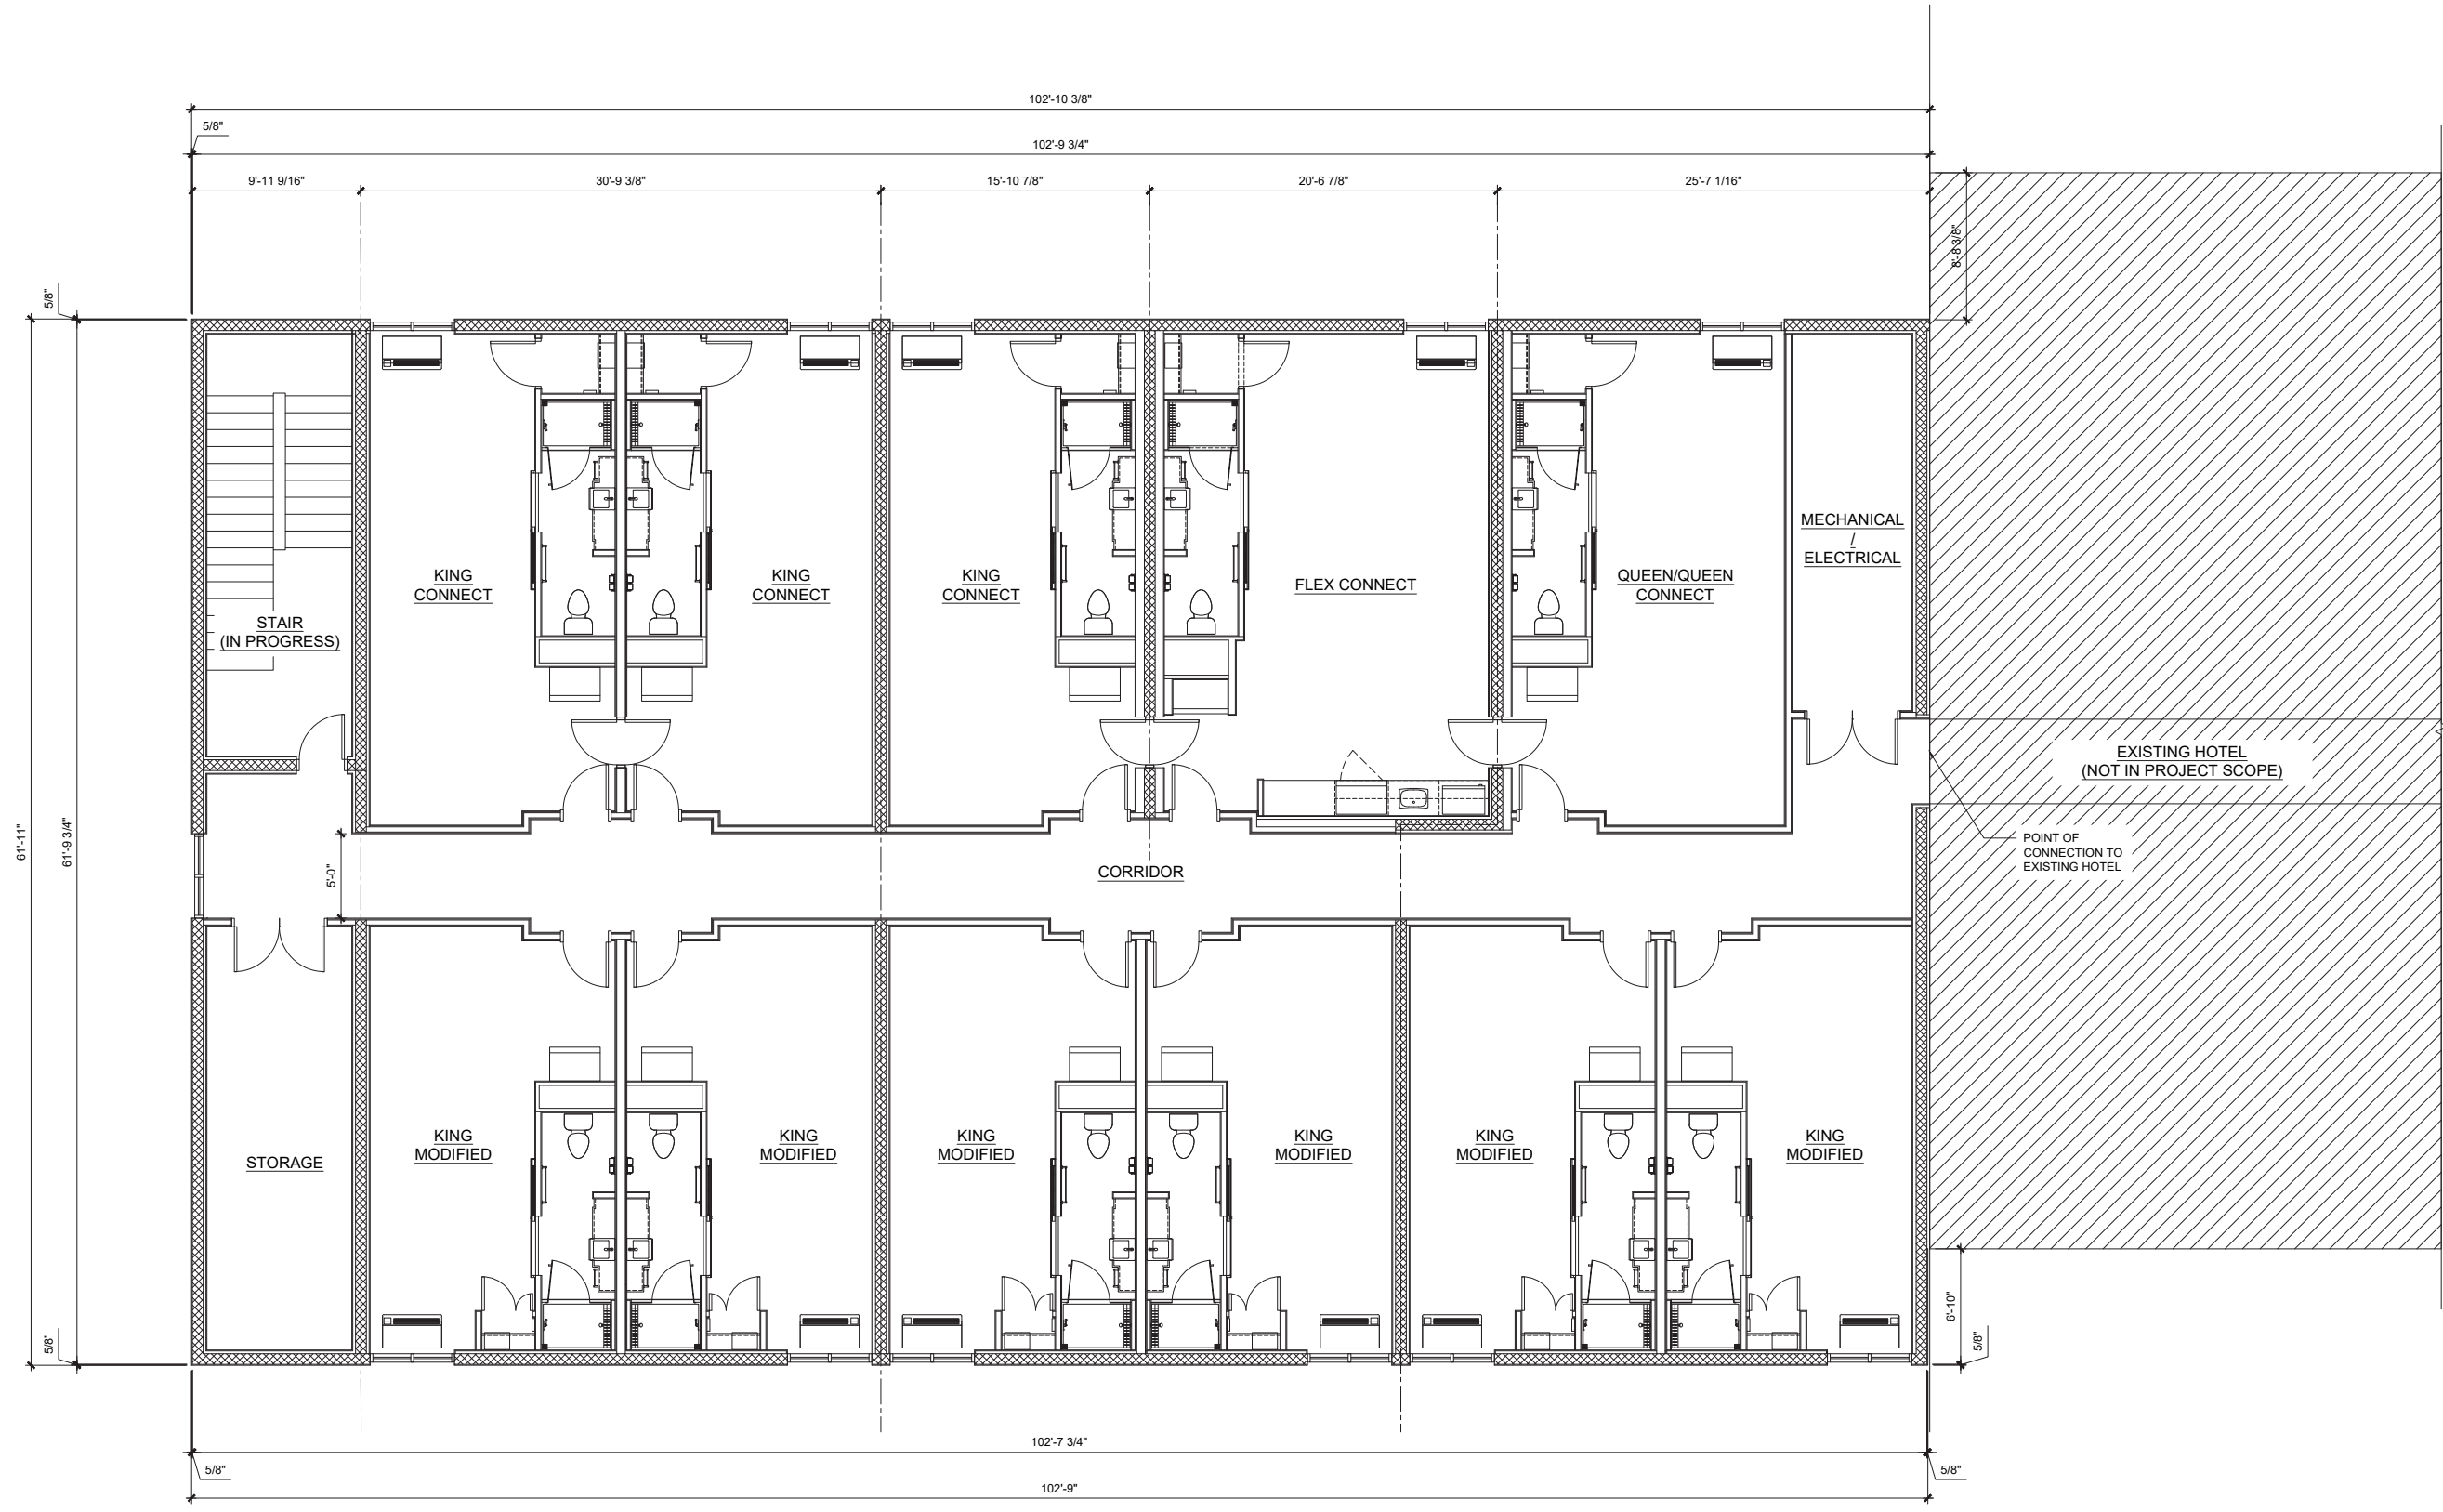 102'-10 3/8"
5/8"
102'-9 3/4"
9'-11 9/16"
30'-9 3/8"
15'-10 7/8"
20'-6 7/8"
25'-7 1/16"
8'-8 3/8"
5/8"
MECHANICAL
/
ELECTRICAL
KING
CONNECT
KING
CONNECT
KING
CONNECT
FLEX CONNECT
QUEEN/QUEEN
CONNECT
STAIR
(IN PROGRESS)
EXISTING HOTEL
(NOT IN PROJECT SCOPE)
61'-11"
61'-9 3/4"
5'-0"
CORRIDOR
POINT OF
CONNECTION TO
EXISTING HOTEL
STORAGE
KING
MODIFIED
KING
MODIFIED
KING
MODIFIED
KING
MODIFIED
KING
MODIFIED
KING
MODIFIED
6'-10"
5/8"
5/8"
102'-7 3/4"
5/8"
5/8"
102'-9"